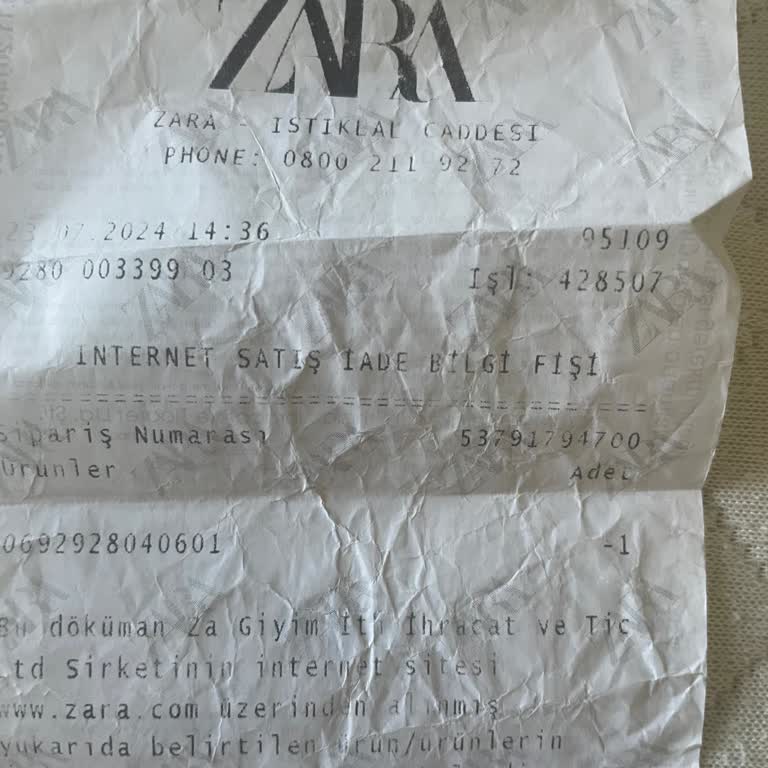 ZARA
ZARA - ISTIKLAL CADDESI
PHONE: 0800 211 92 72
23.07.2024 14:36 95109
9280 003399 03 Işl: 428507
İNTERNET SATIŞ İADE BİLGİ FİŞİ
Sipariş Numarası 53791794700
Ürünler Adet
0692928040601 -1
Bu döküman Za Giyim İth İhracat ve Tic
Ltd Sirketinin internet sitesi
www.zara.com üzerinden alınmış
yukarıda belirtilen ürün/ürünlerin